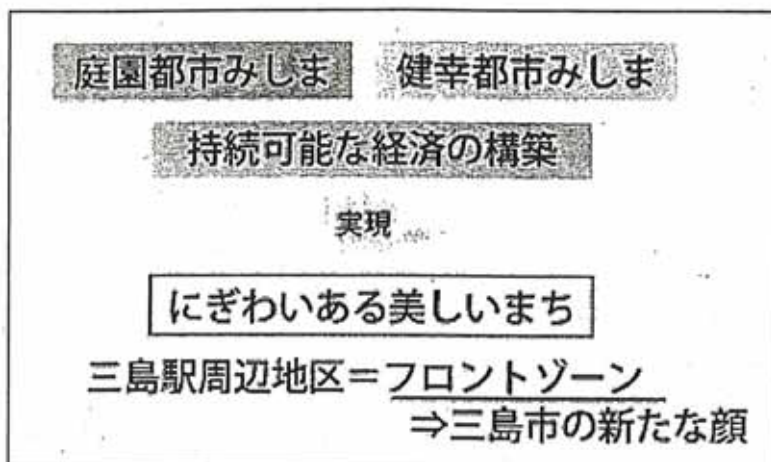 庭園都市みしま 健幸都市みしま
持続可能な経済の構築
実現
にぎわいある美しいまち
三島駅周辺地区＝フロントゾーン
⇒三島市の新たな顔